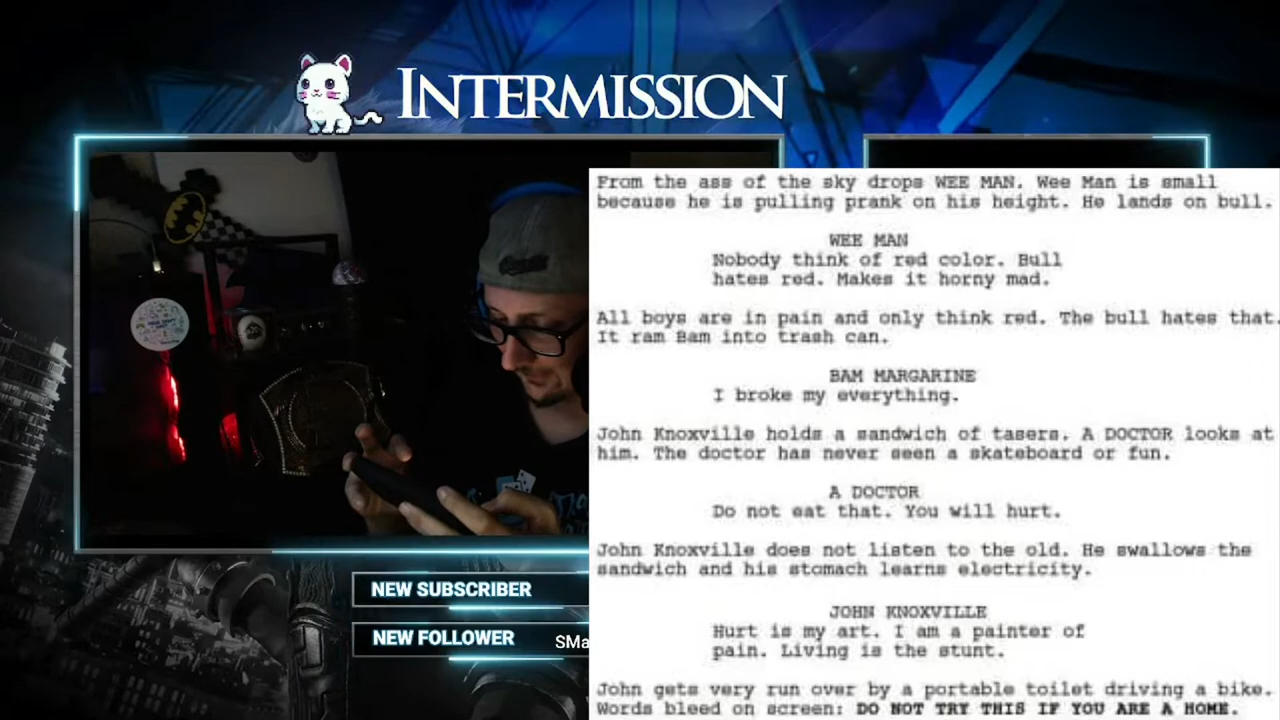 INTERMISSION
From the ass of the sky drops WEE MAN. Wee Man is small
because he is pulling prank on his height. He lands on bull.
WEE MAN
Nobody think of red color. Bull
hates red. Makes it horny mad.
All boys are in pain and only think red. The bull hates that.
It ram Bam into trash can.
BAM MARGARINE
I broke my everything.
John Knoxville holds a sandwich of tasers. A DOCTOR looks at
him. The doctor has never seen a skateboard or fun.
A DOCTOR
Do not eat that. You will hurt.
John Knoxville does not listen to the old. He swallows the
sandwich and his stomach learns electricity.
JOHN KNOXVILLE
Hurt is my art. I am a painter of
pain. Living is the stunt.
John gets very run over by a portable toilet driving a bike.
Words bleed on screen: DO NOT TRY THIS IF YOU ARE A HOME.
NEW SUBSCRIBER
NEW FOLLOWER SMa